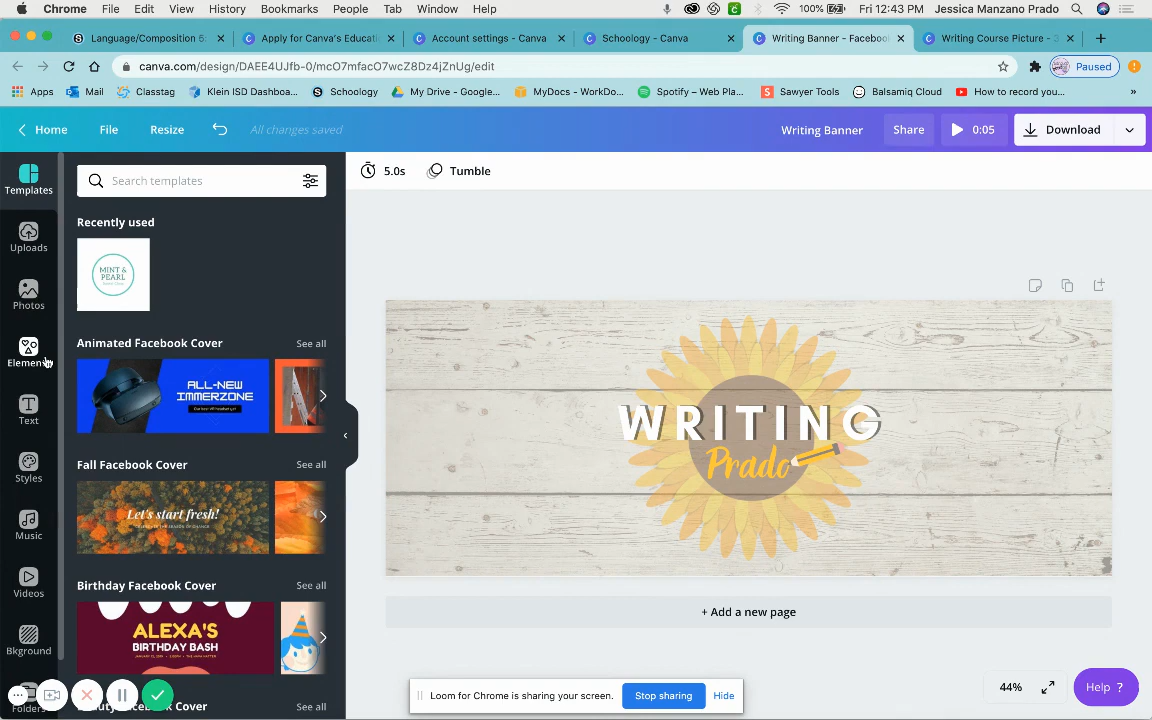 Chrome File Edit View History Bookmarks People Tab Window Help 100% Fri 12:43 PM Jessica Manzano Prado
Language/Composition 5: Apply for Canva's Educati Account settings - Canva Schoology - Canva Writing Banner - Faceboo Writing Course Picture - 3
canva.com/design/DAEE4UJfb-0/mcO7mfacO7wcZ8Dz4jZnUg/edit Paused
Apps Mail Classtag Klein ISD Dashboa... Schoology My Drive - Google... MyDocs - WorkDo... Spotify – Web Pla... Sawyer Tools Balsamiq Cloud How to record you... »
Home File Resize All changes saved Writing Banner Share 0:05 Download
Templates
Uploads
Photos
Elements
Text
Styles
Music
Videos
Bkground
Folders
Search templates
Recently used
MINT &
PEARL
Animated Facebook Cover See all
ALL-NEW
IMMERZONE
Fall Facebook Cover See all
Let's start fresh!
Birthday Facebook Cover See all
ALEXA'S
BIRTHDAY BASH
See all
5.0s Tumble
WRITING
Prado
+ Add a new page
Loom for Chrome is sharing your screen. Stop sharing Hide
44% Help ?